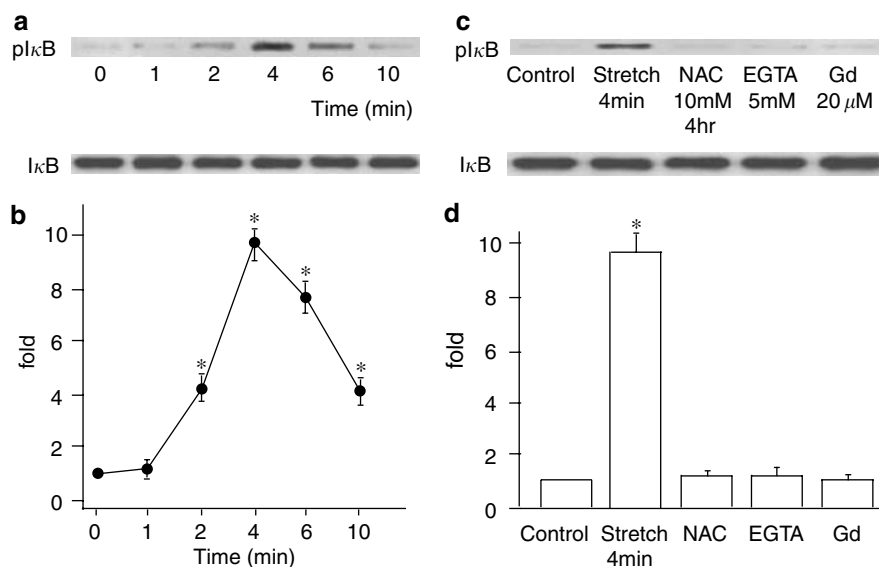 a
pIκB
0 1 2 4 6 10
Time (min)
IκB
b
10
8
6
4
2
0
fold
*
*
*
*
0 1 2 4 6 10
Time (min)
c
pIκB
Control Stretch NAC EGTA Gd
4min 10mM 5mM 20 μM
4hr
IκB
d
10
8
6
4
2
0
fold
*
Control Stretch NAC EGTA Gd
4min